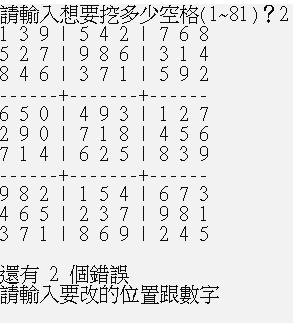 請輸入想要挖多少空格(1~81)？2
1 3 9 | 5 4 2 | 7 6 8
5 2 7 | 9 8 6 | 3 1 4
8 4 6 | 3 7 1 | 5 9 2
------+-------+------
6 5 0 | 4 9 3 | 1 2 7
2 9 0 | 7 1 8 | 4 5 6
7 1 4 | 6 2 5 | 8 3 9
------+-------+------
9 8 2 | 1 5 4 | 6 7 3
4 6 5 | 2 3 7 | 9 8 1
3 7 1 | 8 6 9 | 2 4 5
還有 2 個錯誤
請輸入要改的位置跟數字